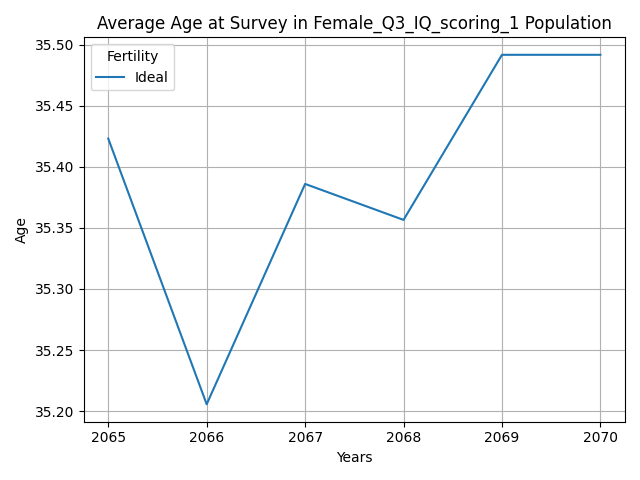 Average Age at Survey in Female_Q3_IQ_scoring_1 Population
35.50
35.45
35.40
35.35
35.30
35.25
35.20
Age
Fertility
Ideal
2065 2066 2067 2068 2069 2070
Years